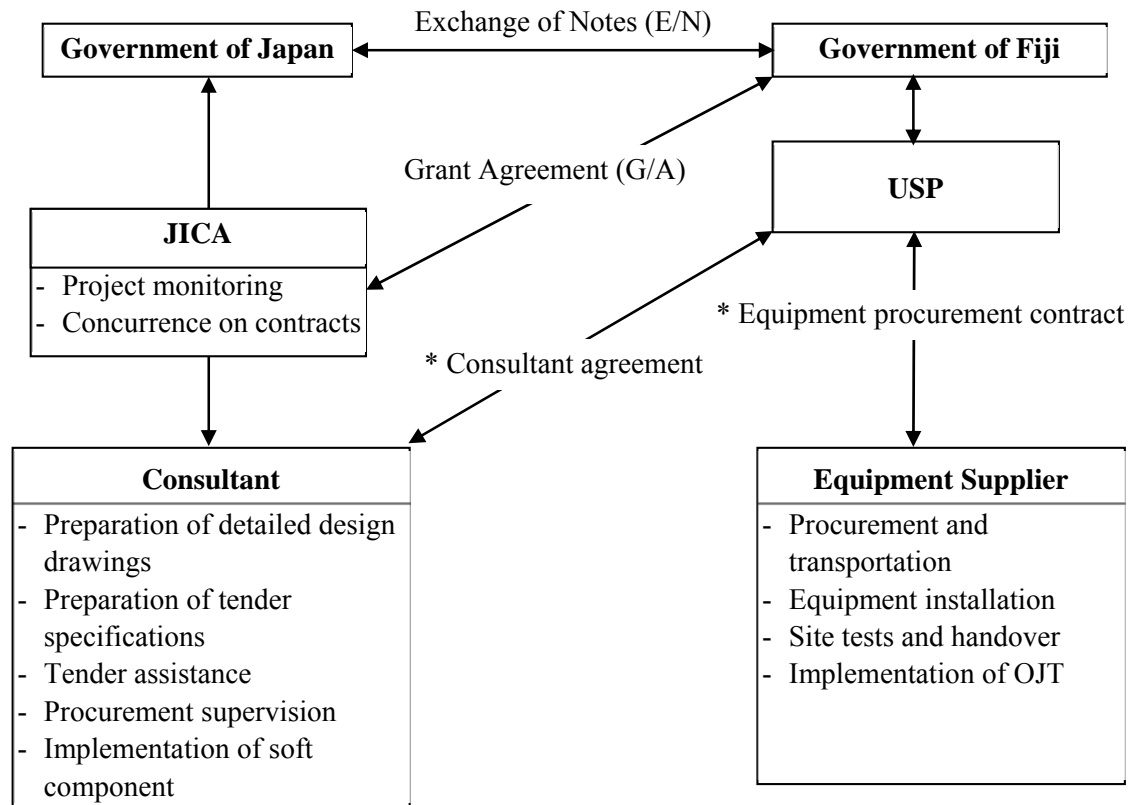 Exchange of Notes (E/N)
Government of Japan
Government of Fiji
Grant Agreement (G/A)
USP
JICA
- Project monitoring
- Concurrence on contracts
* Equipment procurement contract
* Consultant agreement
Consultant
- Preparation of detailed design
drawings
- Preparation of tender
specifications
- Tender assistance
- Procurement supervision
- Implementation of soft
component
Equipment Supplier
- Procurement and
transportation
- Equipment installation
- Site tests and handover
- Implementation of OJT